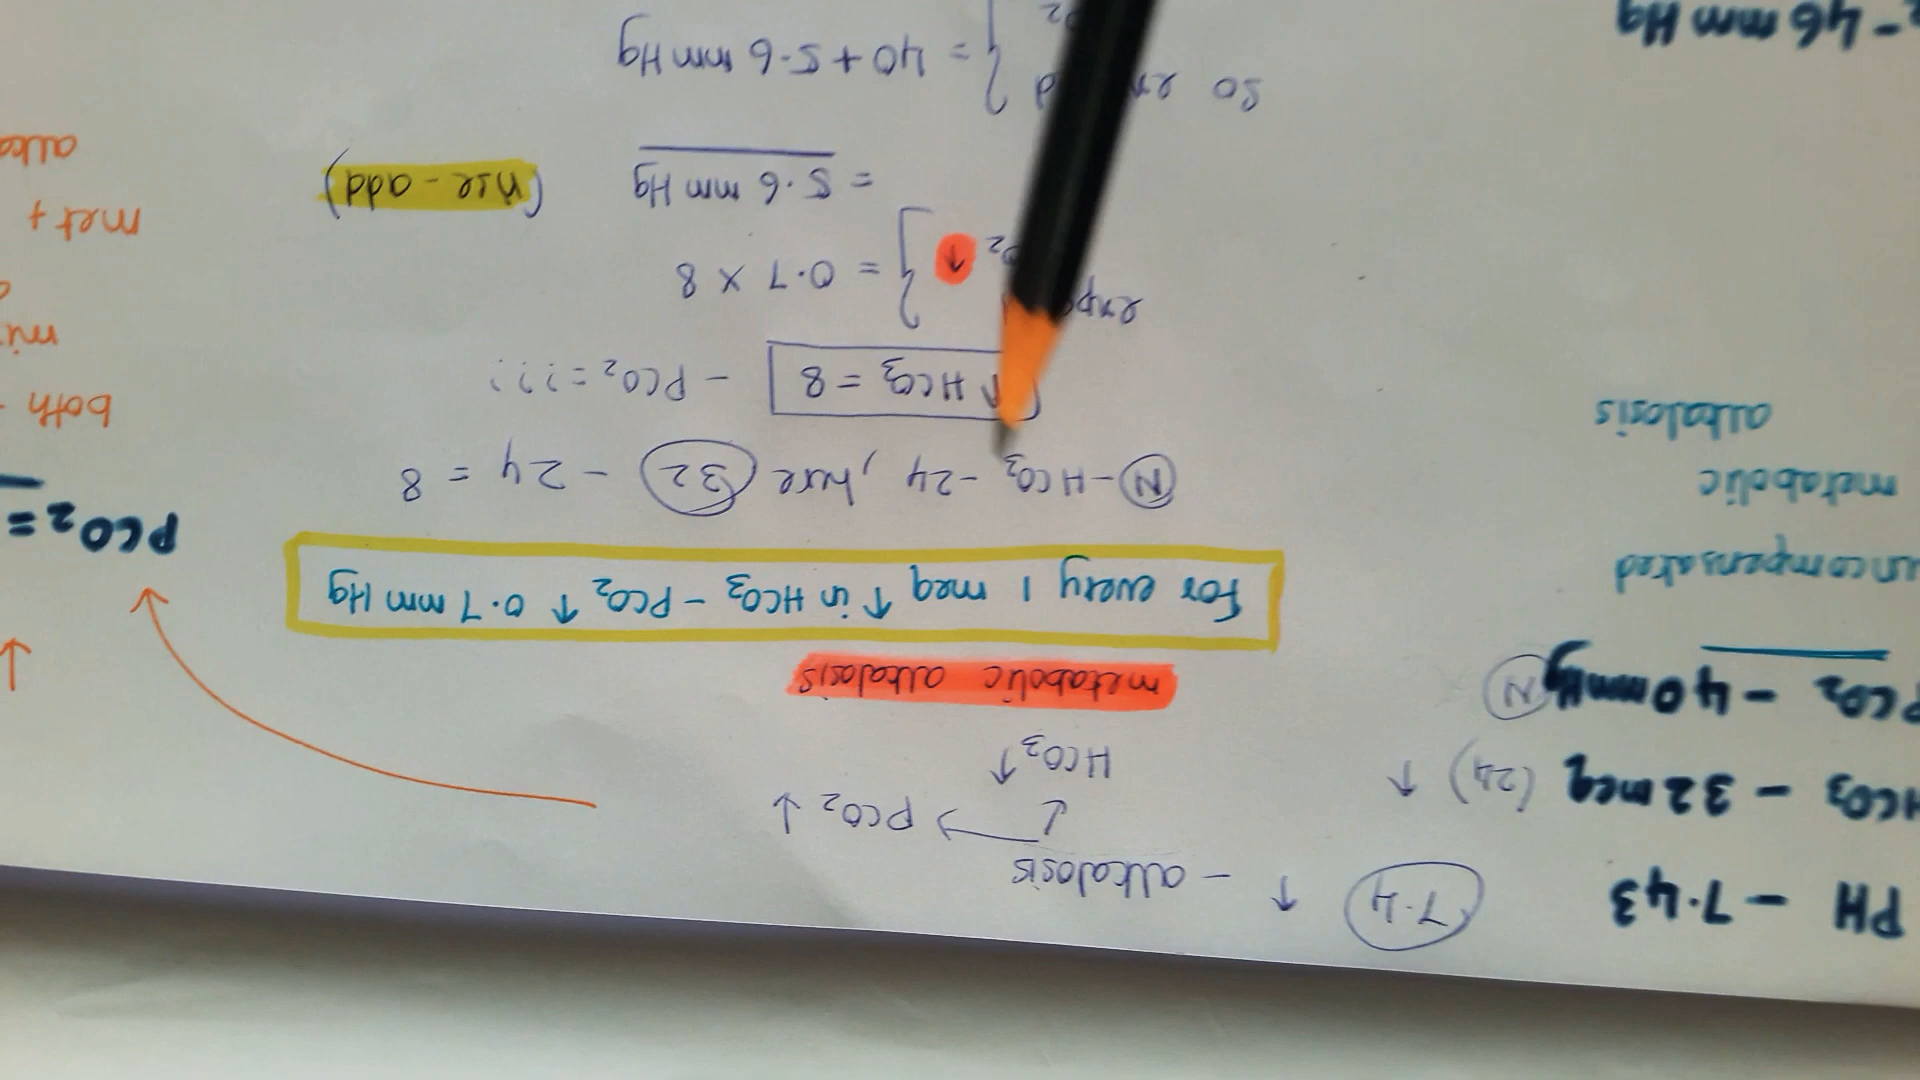 PH - 7.43 (7.4) ↑ - alkalosis
HCO3 - 32 meq (24) ↑
→ PCO2 ↓
HCO3 ↑
PCO2 - 40 mmHg (N)
metabolic alkalosis
uncompensated
metabolic
alkalosis
For every 1 meq ↑ in HCO3 - PCO2 ↑ 0.7 mm Hg
(N) - HCO3 - 24, here (32) - 24 = 8
↑ HCO3 = 8 - PCO2 = ???
↑ } = 0.7 x 8
= 5.6 mm Hg (rise - add)
So } = 40 + 5.6 mm Hg
- 46 mm Hg
↓
PCO2 =
both -
met +